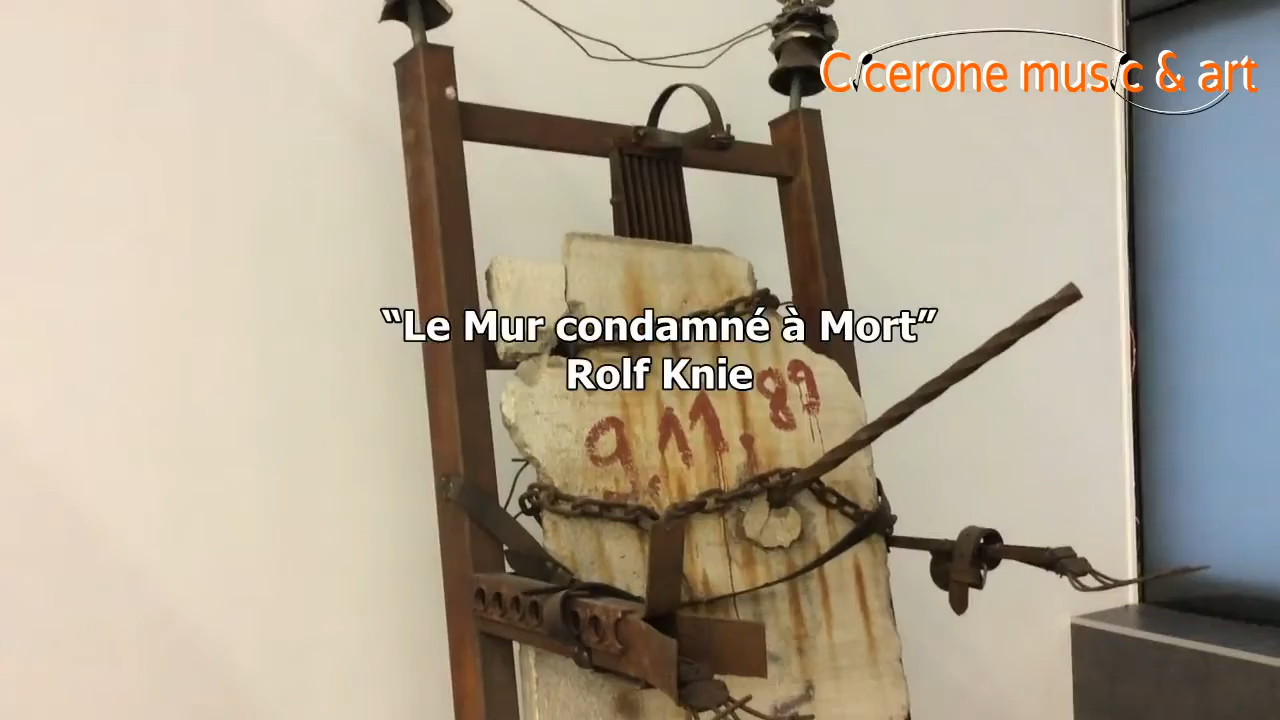 Cicerone music & art
“Le Mur condamné à Mort”
Rolf Knie
9.11.89